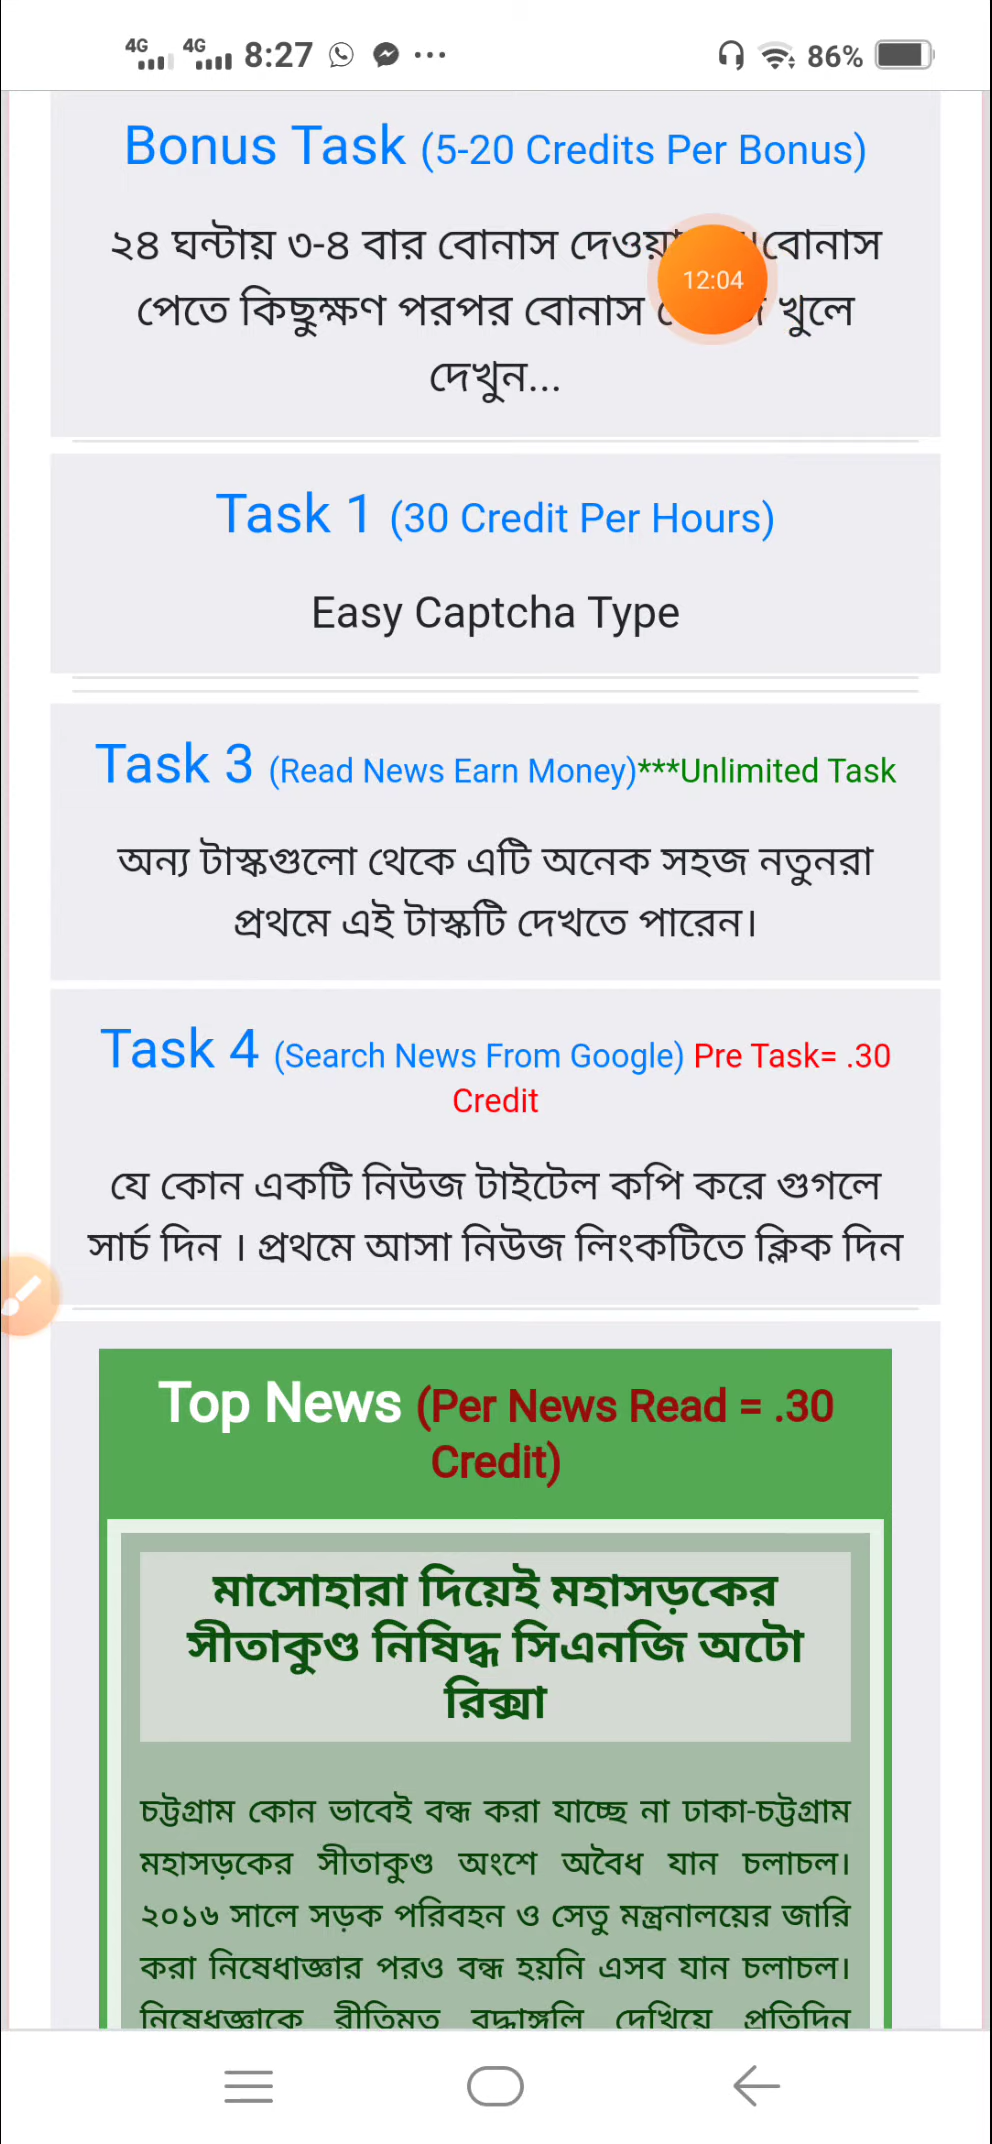 4G 4G 8:27 ... 86%
Bonus Task (5-20 Credits Per Bonus)
২৪ ঘন্টায় ৩-৪ বার বোনাস বোনাস
12:04
পেতে কিছুক্ষণ পরপর বোনাস খুলে
দেখুন...
Task 1 (30 Credit Per Hours)
Easy Captcha Type
Task 3 (Read News Earn Money)***Unlimited Task
অন্য টাস্কগুলো থেকে এটি অনেক সহজ নতুনরা
প্রথমে এই টাস্কটি দেখতে পারেন।
Task 4 (Search News From Google) Pre Task= .30
Credit
যে কোন একটি নিউজ টাইটেল কপি করে গুগলে
সার্চ দিন । প্রথমে আসা নিউজ লিংকটিতে ক্লিক দিন
Top News (Per News Read = .30
Credit)
মাসোহারা দিয়েই মহাসড়কের
সীতাকুণ্ড নিষিদ্ধ সিএনজি অটো
রিক্সা
চট্টগ্রাম কোন ভাবেই বন্ধ করা যাচ্ছে না ঢাকা-চট্টগ্রাম
মহাসড়কের সীতাকুণ্ড অংশে অবৈধ যান চলাচল।
২০১৬ সালে সড়ক পরিবহন ও সেতু মন্ত্রনালয়ের জারি
করা নিষেধাজ্ঞার পরও বন্ধ হয়নি এসব যান চলাচল।
নিষেধজ্ঞাকে রীতিমত বৃদ্ধাঙ্গলি দেখিয়ে প্রতিদিন